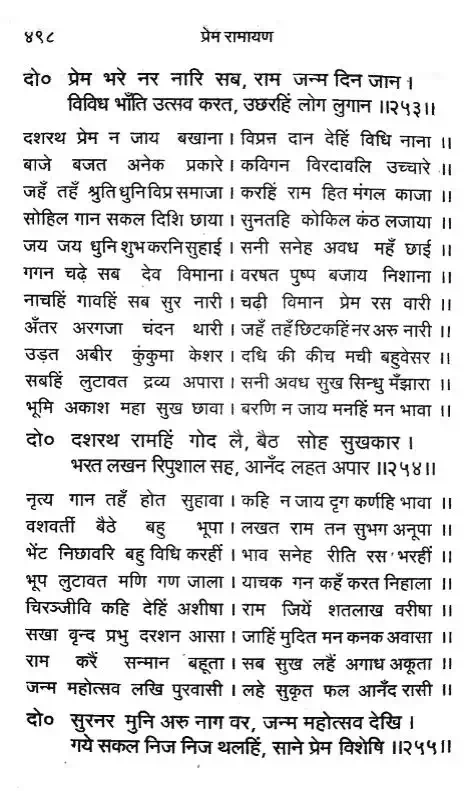 ४९८ प्रेम रामायण
दो० प्रेम भरे नर नारि सब, राम जन्म दिन जान ।
विविध भाँति उत्सव करत, उछरहिं लोग लुगान ।।२५३।।
दशरथ प्रेम न जाय बखाना । विप्रन दान देहिं विधि नाना ।।
बाजे बजत अनेक प्रकारे । कविगन विरदावलि उच्चारे ।।
जहँ तहँ श्रुति धुनि विप्र समाजा । करहिं राम हित मंगल काजा ।।
सोहिल गान सकल दिशि छाया । सुनतहि कोकिल कंठ लजाया ।।
जय जय धुनि शुभ करनि सुहाई । सनी सनेह अवध महँ छाई ।।
गगन चढ़े सब देव विमाना । वरषत पुष्प बजाय निशाना ।।
नाचहिं गावहिं सब सुर नारी । चढ़ी विमान प्रेम रस वारी ।।
अँतर अरगजा चंदन थारी । जहँ तहँ छिटकहिं नर अरु नारी ।।
उड़त अबीर कुंकुमा केशर । दधि की कीच मची बहुवेसर ।।
सबहिं लुटावत द्रव्य अपारा । सनी अवध सुख सिन्धु मँझारा ।।
भूमि अकाश महा सुख छावा । बरणि न जाय मनहिं मन भावा ।।
दो० दशरथ रामहिं गोद लै, बैठ सोह सुखकार ।
भरत लखन रिपुशाल सह, आनँद लहत अपार ।।२५४।।
नृत्य गान तहँ होत सुहावा । कहि न जाय दृग कर्णहि भावा ।।
वशवर्ती बैठे बहु भूपा । लखत राम तन सुभग अनूपा ।।
भेंट निछावरि बहु विधि करहीं । भाव सनेह रीति रस भरहीं ।।
भूप लुटावत मणि गण जाला । याचक गन कहँ करत निहाला ।।
चिरञ्जीवि कहि देहिं अशीषा । राम जियें शतलाख वरीषा ।।
सखा वृन्द प्रभु दरशन आसा । जाहिं मुदित मन कनक अवासा ।।
राम करैं सन्मान बहूता । सब सुख लहैं अगाध अकूता ।।
जन्म महोत्सव लखि पुरवासी । लहे सुकृत फल आनँद रासी ।।
दो० सुरनर मुनि अरु नाग वर, जन्म महोत्सव देखि ।
गये सकल निज निज थलहिं, साने प्रेम विशेषि ।।२५५।।